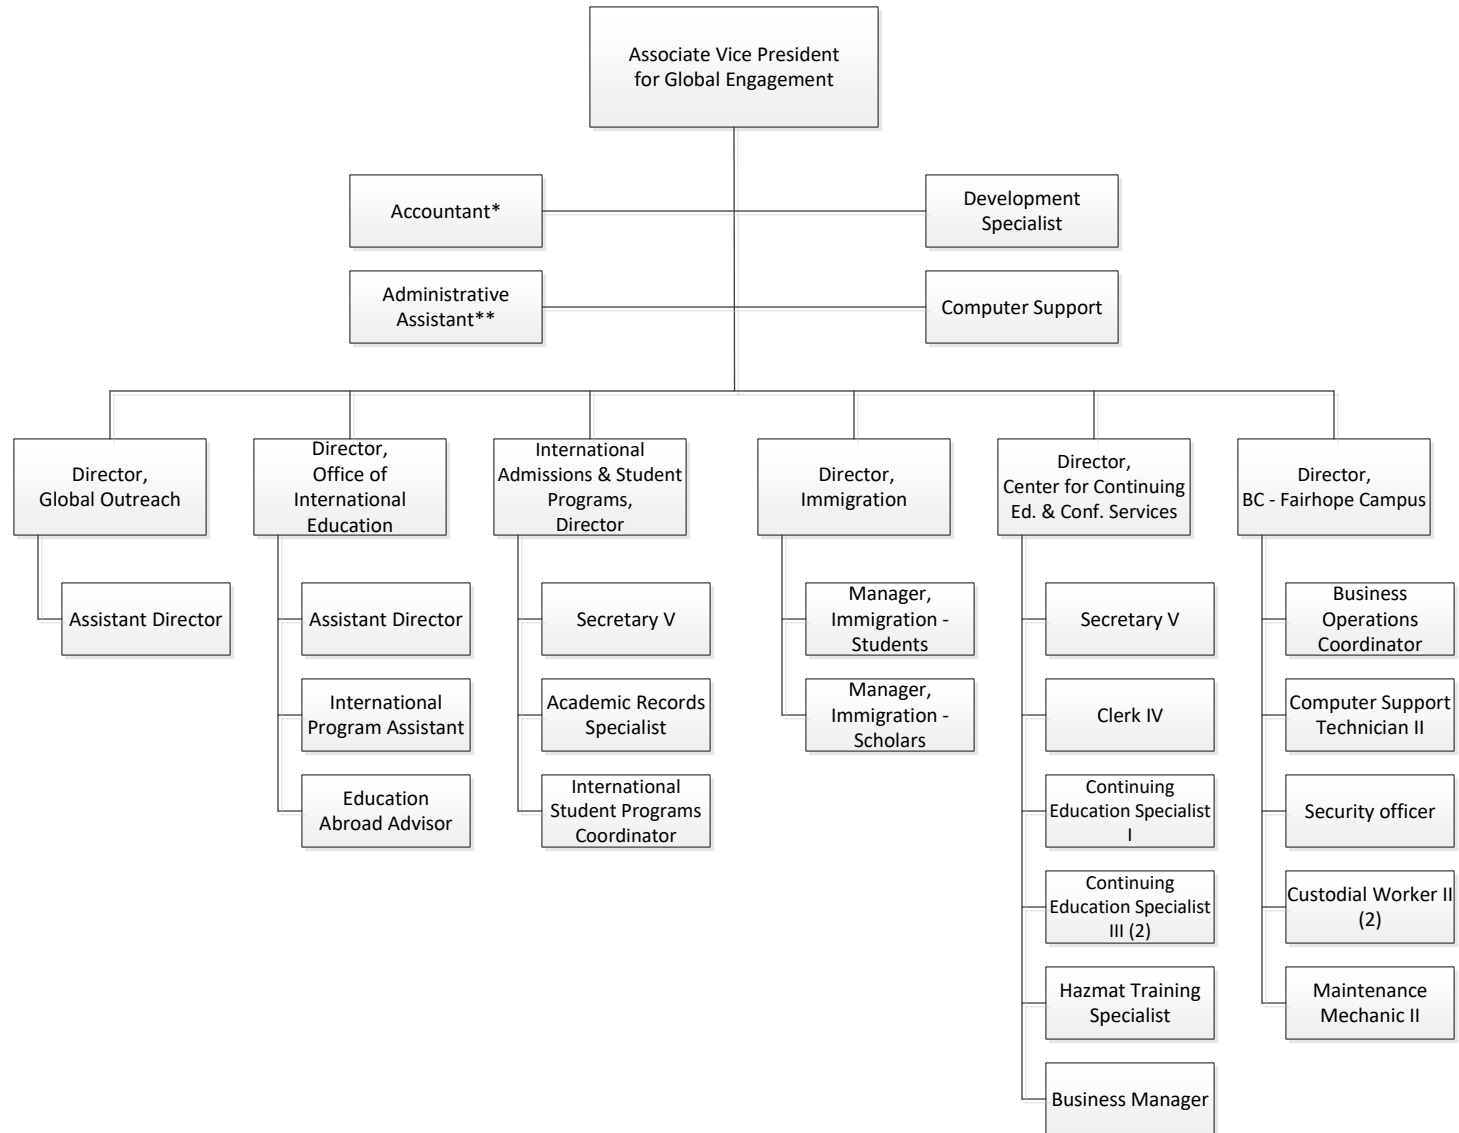 Associate Vice President
for Global Engagement
Accountant*
Development
Specialist
Administrative
Assistant**
Computer Support
Director,
Global Outreach
Director,
Office of
International
Education
International
Admissions & Student
Programs,
Director
Director,
Immigration
Director,
Center for Continuing
Ed. & Conf. Services
Director,
BC - Fairhope Campus
Assistant Director
Assistant Director
International
Program Assistant
Education
Abroad Advisor
Secretary V
Academic Records
Specialist
International
Student Programs
Coordinator
Manager,
Immigration -
Students
Manager,
Immigration -
Scholars
Secretary V
Clerk IV
Continuing
Education Specialist
I
Continuing
Education Specialist
III (2)
Hazmat Training
Specialist
Business Manager
Business
Operations
Coordinator
Computer Support
Technician II
Security officer
Custodial Worker II
(2)
Maintenance
Mechanic II